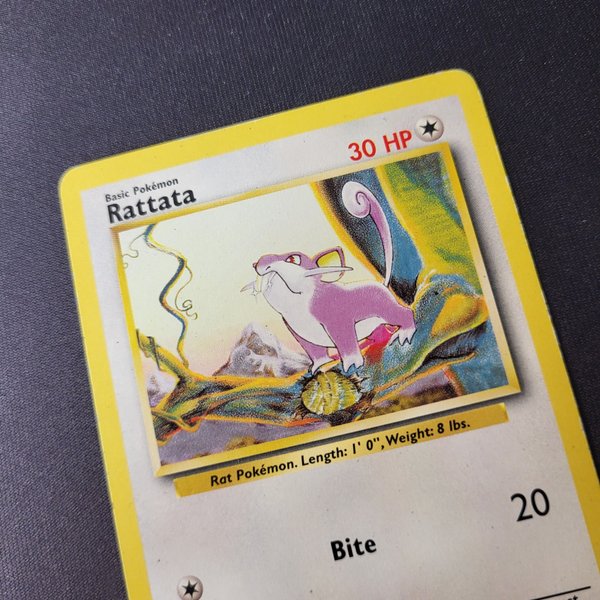 Basic Pokémon
Rattata
30 HP
Rat Pokémon. Length: 1' 0", Weight: 8 lbs.
Bite
20